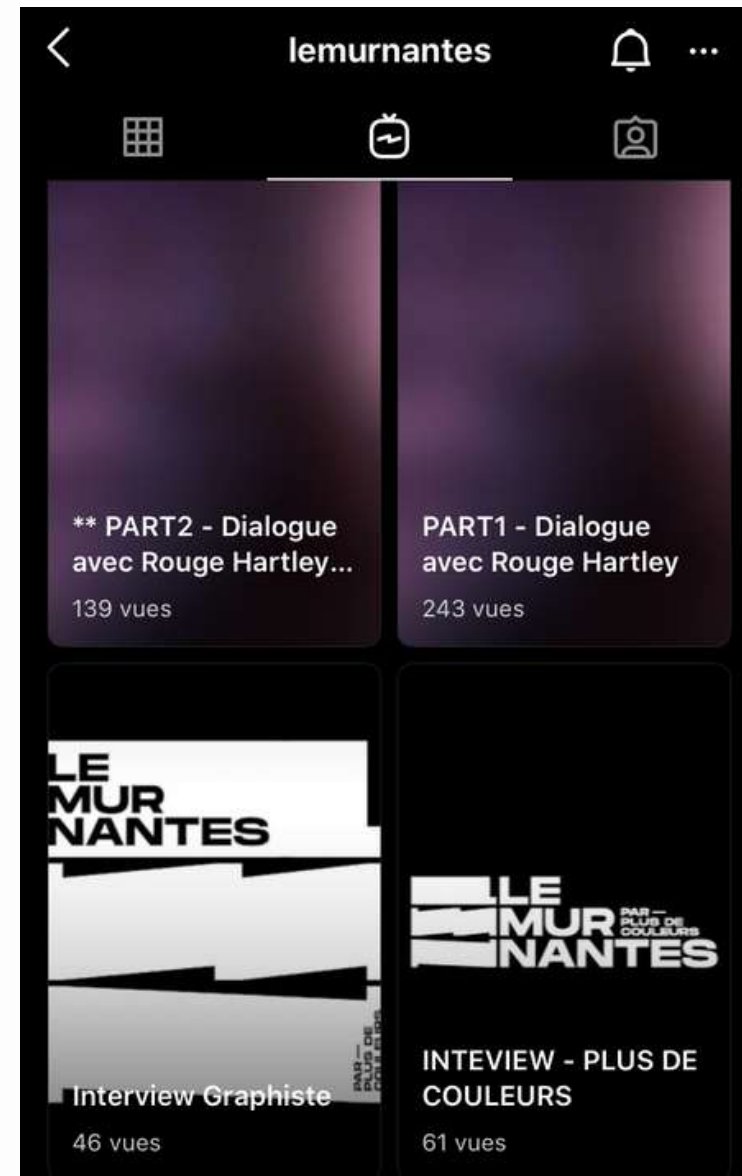 lemurnantes
** PART2 - Dialogue
avec Rouge Hartley...
139 vues
PART1 - Dialogue
avec Rouge Hartley
243 vues
LE
MUR
NANTES
PAR—
PLUS DE
COULEURS
Interview Graphiste
46 vues
LE
MUR
NANTES
PAR—
PLUS DE
COULEURS
INTEVIEW - PLUS DE
COULEURS
61 vues